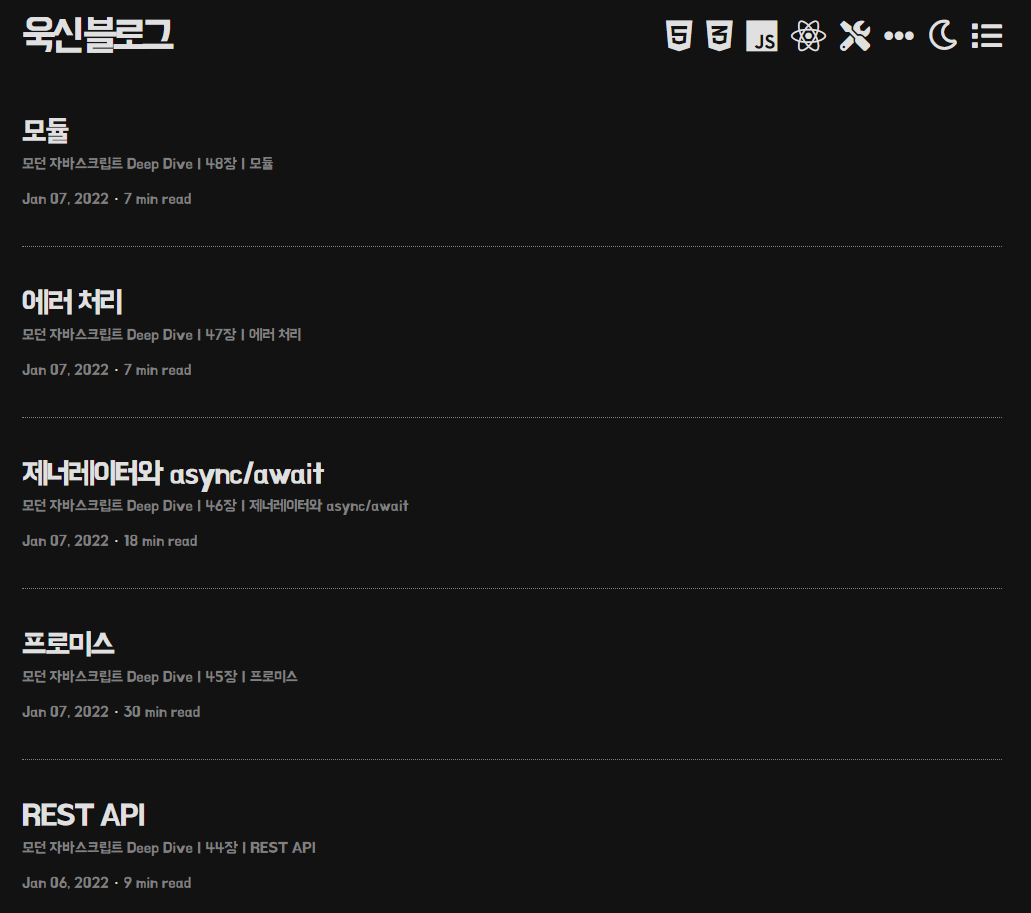 욱신블로그
JS
모듈
모던 자바스크립트 Deep Dive | 48장 | 모듈
Jan 07, 2022 · 7 min read
에러 처리
모던 자바스크립트 Deep Dive | 47장 | 에러 처리
Jan 07, 2022 · 7 min read
제너레이터와 async/await
모던 자바스크립트 Deep Dive | 46장 | 제너레이터와 async/await
Jan 07, 2022 · 18 min read
프로미스
모던 자바스크립트 Deep Dive | 45장 | 프로미스
Jan 07, 2022 · 30 min read
REST API
모던 자바스크립트 Deep Dive | 44장 | REST API
Jan 06, 2022 · 9 min read